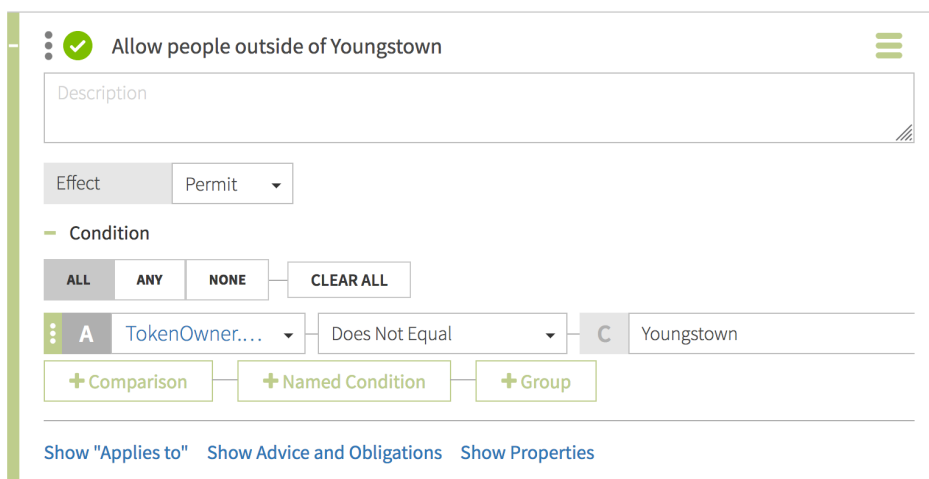 Allow people outside of Youngstown
Description
Effect Permit
Condition
ALL ANY NONE CLEAR ALL
A TokenOwner.... Does Not Equal C Youngstown
+ Comparison + Named Condition + Group
Show "Applies to" Show Advice and Obligations Show Properties